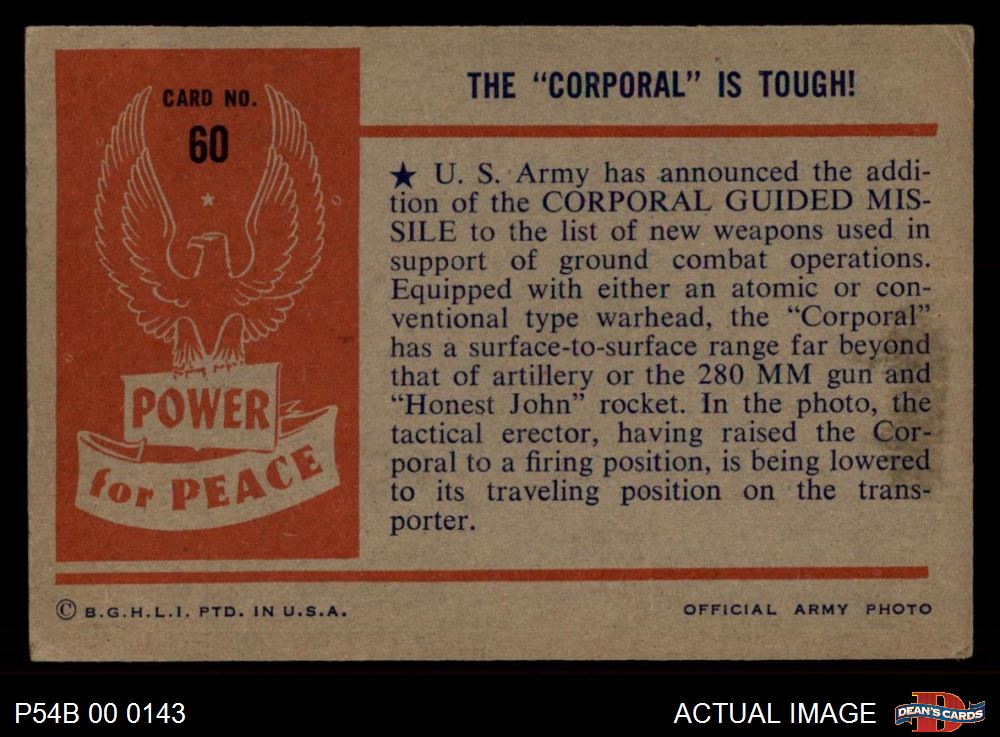 CARD NO.
60
POWER
for PEACE
THE “CORPORAL” IS TOUGH!
★ U. S. Army has announced the addi-
tion of the CORPORAL GUIDED MIS-
SILE to the list of new weapons used in
support of ground combat operations.
Equipped with either an atomic or con-
ventional type warhead, the “Corporal”
has a surface-to-surface range far beyond
that of artillery or the 280 MM gun and
“Honest John” rocket. In the photo, the
tactical erector, having raised the Cor-
poral to a firing position, is being lowered
to its traveling position on the trans-
porter.
© B.G.H.L.I. PTD. IN U.S.A.
OFFICIAL ARMY PHOTO
P54B 00 0143
ACTUAL IMAGE
DEAN'S CARDS